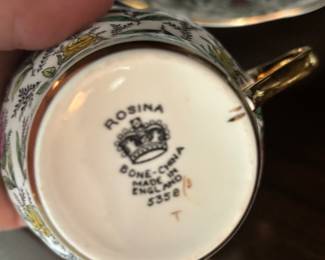 ROSINA
BONE-CHINA
MADE IN
ENGLAND
5358
T